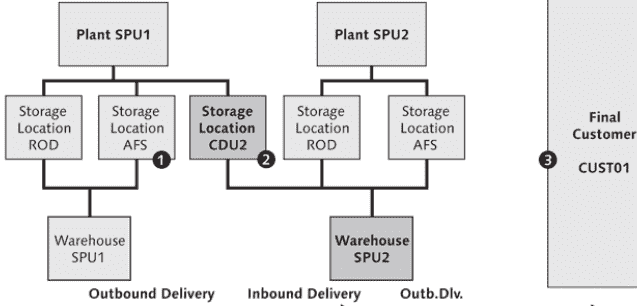 Plant SPU1
Plant SPU2
Storage
Location
ROD
Storage
Location
AFS
Storage
Location
CDU2
Storage
Location
ROD
Storage
Location
AFS
1
2
3
Final
Customer
CUST01
Warehouse
SPU1
Warehouse
SPU2
Outbound Delivery
Inbound Delivery
Outb.Dlv.